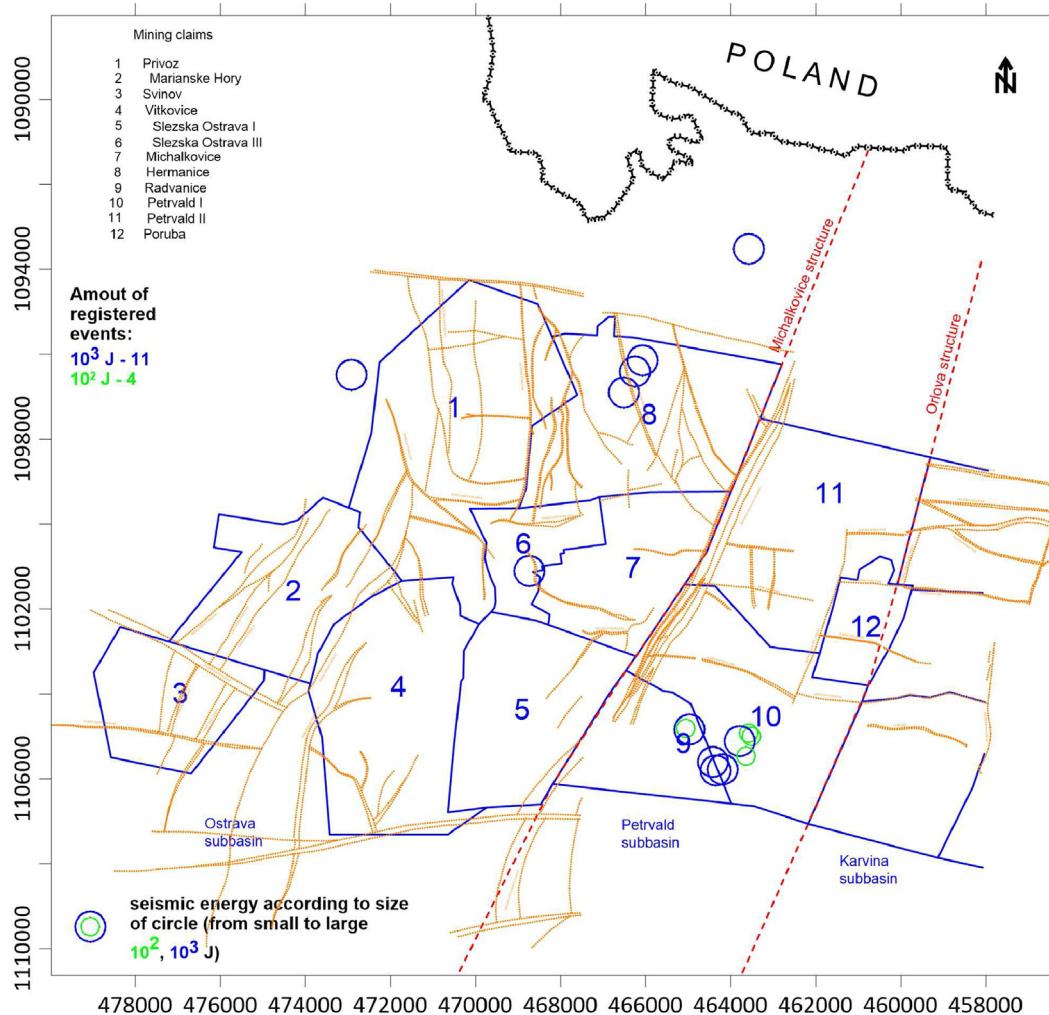 Mining claims
1 Privoz
2 Marianske Hory
3 Svinov
4 Vitkovice
5 Slezska Ostrava I
6 Slezska Ostrava III
7 Michalkovice
8 Hermanice
9 Radvanice
10 Petrvald I
11 Petrvald II
12 Poruba
POLAND
N
Amout of
registered
events:
10³ J - 11
10² J - 4
Michalkovice structure
Orlova structure
1
2
3
4
5
6
7
8
9
10
11
12
Ostrava
subbasin
Petrvald
subbasin
Karvina
subbasin
seismic energy according to size
of circle (from small to large
10², 10³ J)
1090000
1094000
1098000
1102000
1106000
1110000
478000 476000 474000 472000 470000 468000 466000 464000 462000 460000 458000